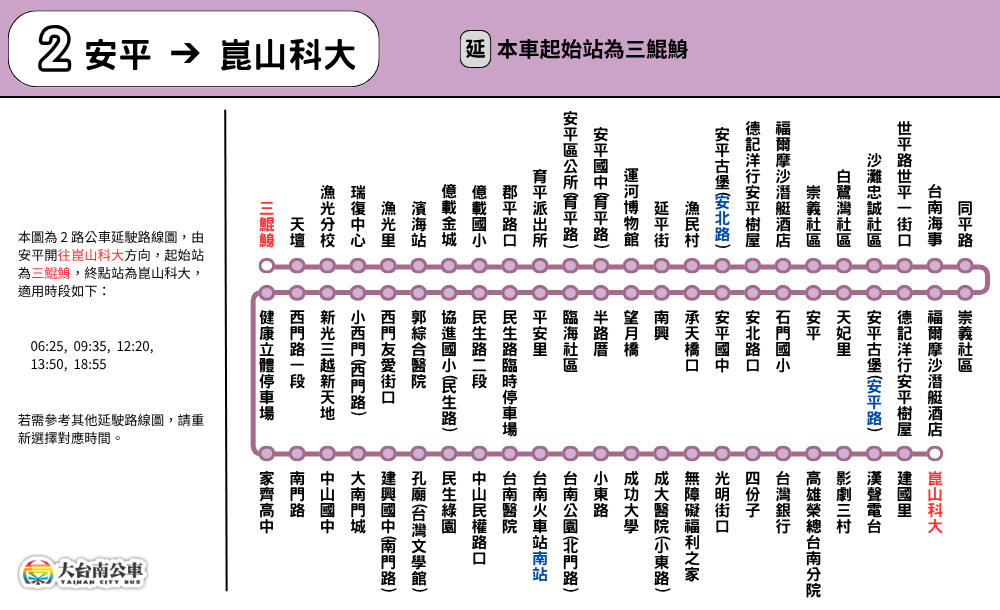 2 安平 → 崑山科大
延 本車起始站為三鯤鯓
本圖為 2 路公車延駛路線圖，由
安平開往崑山科大方向，起始站
為三鯤鯓，終點站為崑山科大，
適用時段如下：
06:25, 09:35, 12:20,
13:50, 18:55
若需參考其他延駛路線圖，請重
新選擇對應時間。
大台南公車
TAINAN CITY BUS
三鯤鯓
天壇
漁光分校
瑞復中心
漁光里
濱海站
億載金城
億載國小
郡平路口
育平派出所
安平區公所(育平路)
安平國中(育平路)
運河博物館
延平街
漁民村
安平古堡(安北路)
德記洋行安平樹屋
福爾摩沙潛艇酒店
崇義社區
白鷺灣社區
沙灘忠誠社區
世平路世平一街口
台南海事
同平路
崇義社區
福爾摩沙潛艇酒店
德記洋行安平樹屋
安平古堡(安平路)
天妃里
安平
石門國小
安北路口
安平國中
承天橋口
南興
望月橋
半路厝
臨海社區
平安里
民生路臨時停車場
民生路二段
協進國小(民生路)
郭綜合醫院
西門友愛街口
小西門(西門路)
新光三越新天地
西門路一段
健康立體停車場
家齊高中
南門路
中山國中
大南門城
建興國中(南門路)
孔廟(台灣文學館)
民生綠園
中山民權路口
台南醫院
台南火車站南站
台南公園(北門路)
小東路
成功大學
成大醫院(小東路)
無障礙福利之家
光明街口
四份子
台灣銀行
高雄榮總台南分院
影劇三村
漢聲電台
建國里
崑山科大